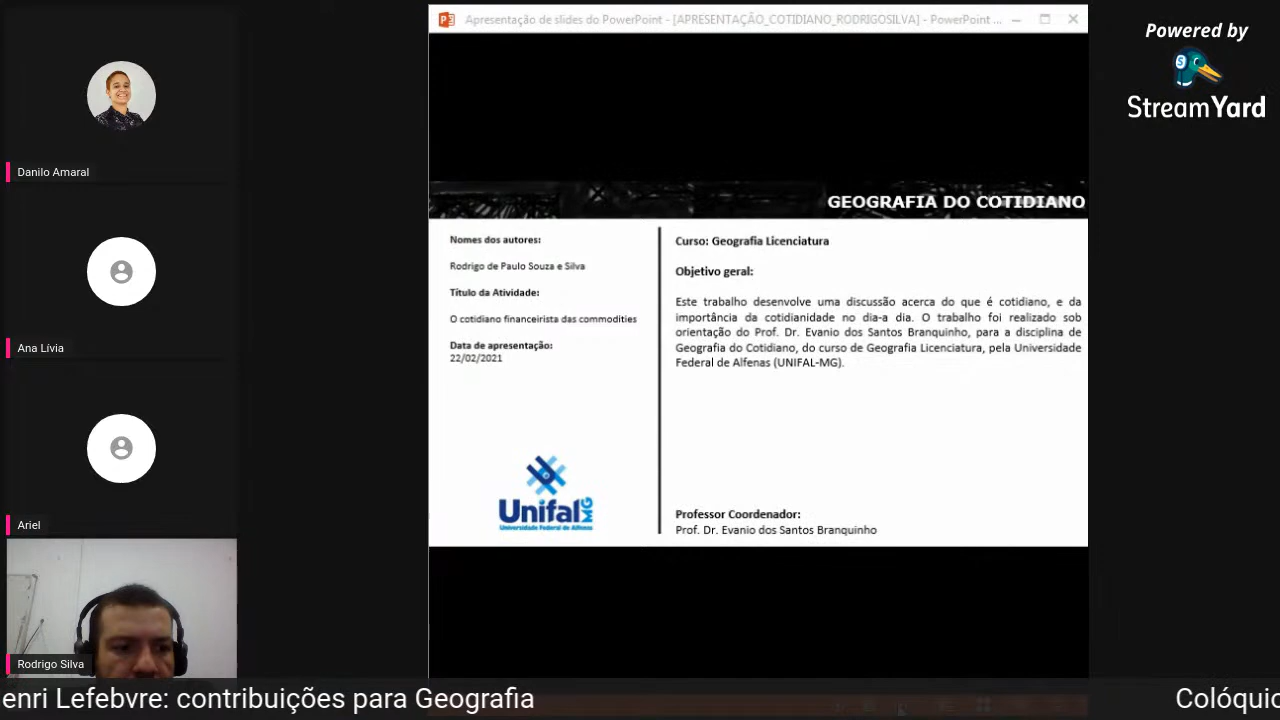 Apresentação de slides do PowerPoint - [APRESENTAÇÃO_COTIDIANO_RODRIGOSILVA] - PowerPoint ...
Powered by
StreamYard
Danilo Amaral
Ana Lívia
Ariel
Rodrigo Silva
GEOGRAFIA DO COTIDIANO
Nomes dos autores:
Rodrigo de Paulo Souza e Silva
Título da Atividade:
O cotidiano financeirista das commodities
Data de apresentação:
22/02/2021
Unifal MG
Universidade Federal de Alfenas
Curso: Geografia Licenciatura
Objetivo geral:
Este trabalho desenvolve uma discussão acerca do que é cotidiano, e da
importância da cotidianidade no dia-a dia. O trabalho foi realizado sob
orientação do Prof. Dr. Evanio dos Santos Branquinho, para a disciplina de
Geografia do Cotidiano, do curso de Geografia Licenciatura, pela Universidade
Federal de Alfenas (UNIFAL-MG).
Professor Coordenador:
Prof. Dr. Evanio dos Santos Branquinho
enri Lefebvre: contribuições para Geografia
Colóquio